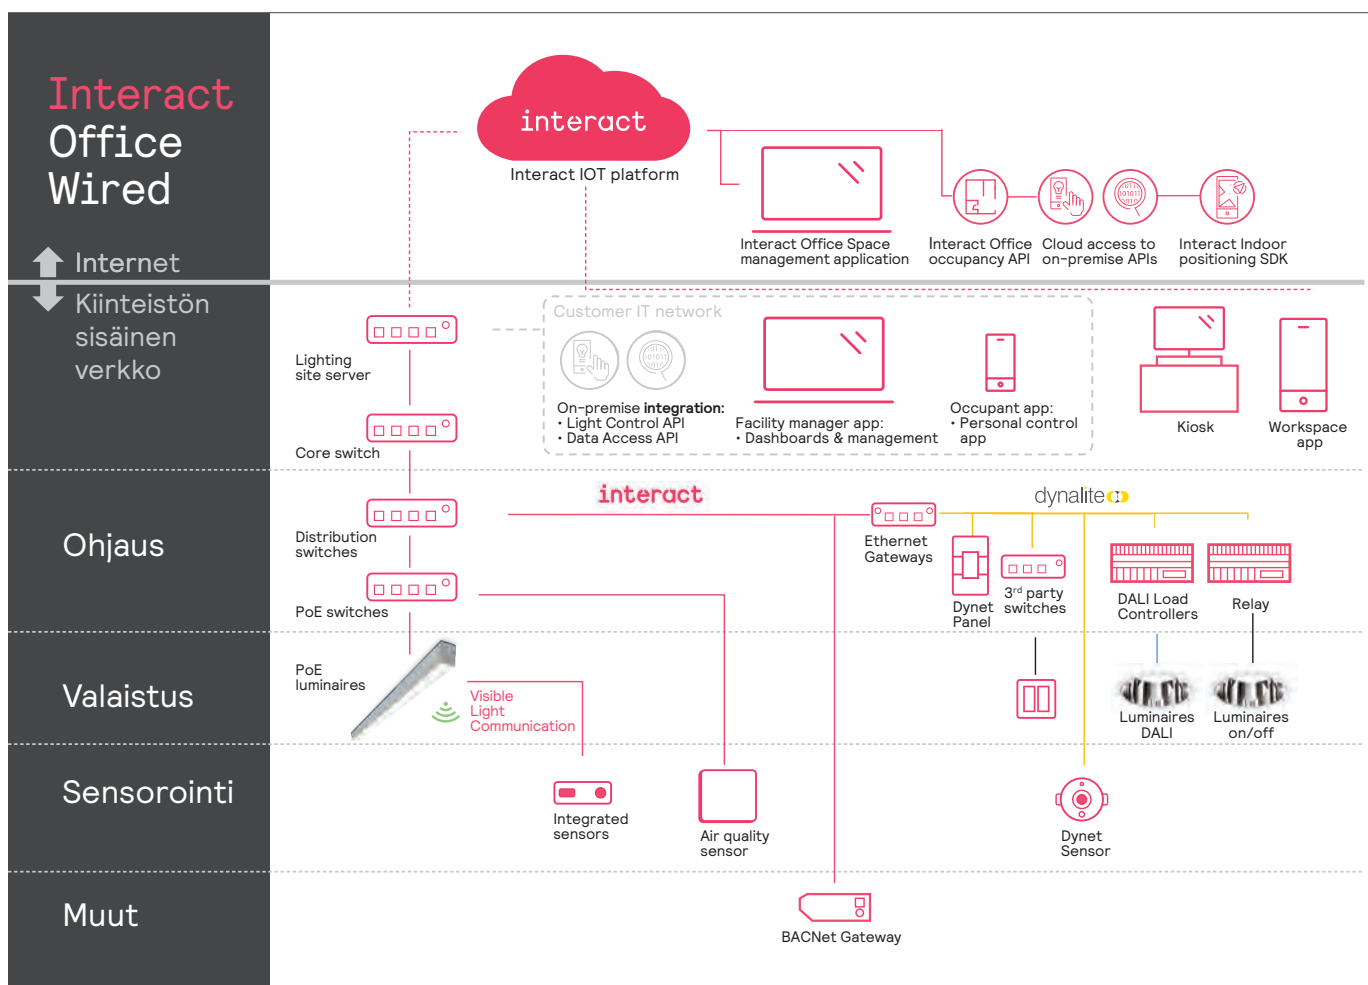 Interact
Office
Wired
Internet
Kiinteistön
sisäinen
verkko
interact
Interact IOT platform
Interact Office Space
management application
Interact Office
occupancy API
Cloud access to
on-premise APIs
Interact Indoor
positioning SDK
Customer IT network
Lighting
site server
On-premise integration:
• Light Control API
• Data Access API
Facility manager app:
• Dashboards & management
Occupant app:
• Personal control
app
Kiosk
Workspace
app
Core switch
Ohjaus
interact
dynalite
Distribution
switches
Ethernet
Gateways
PoE switches
Dynet
Panel
3rd party
switches
DALI Load
Controllers
Relay
Valaistus
PoE
luminaires
Visible
Light
Communication
Luminaires
DALI
Luminaires
on/off
Sensorointi
Integrated
sensors
Air quality
sensor
Dynet
Sensor
Muut
BACNet Gateway